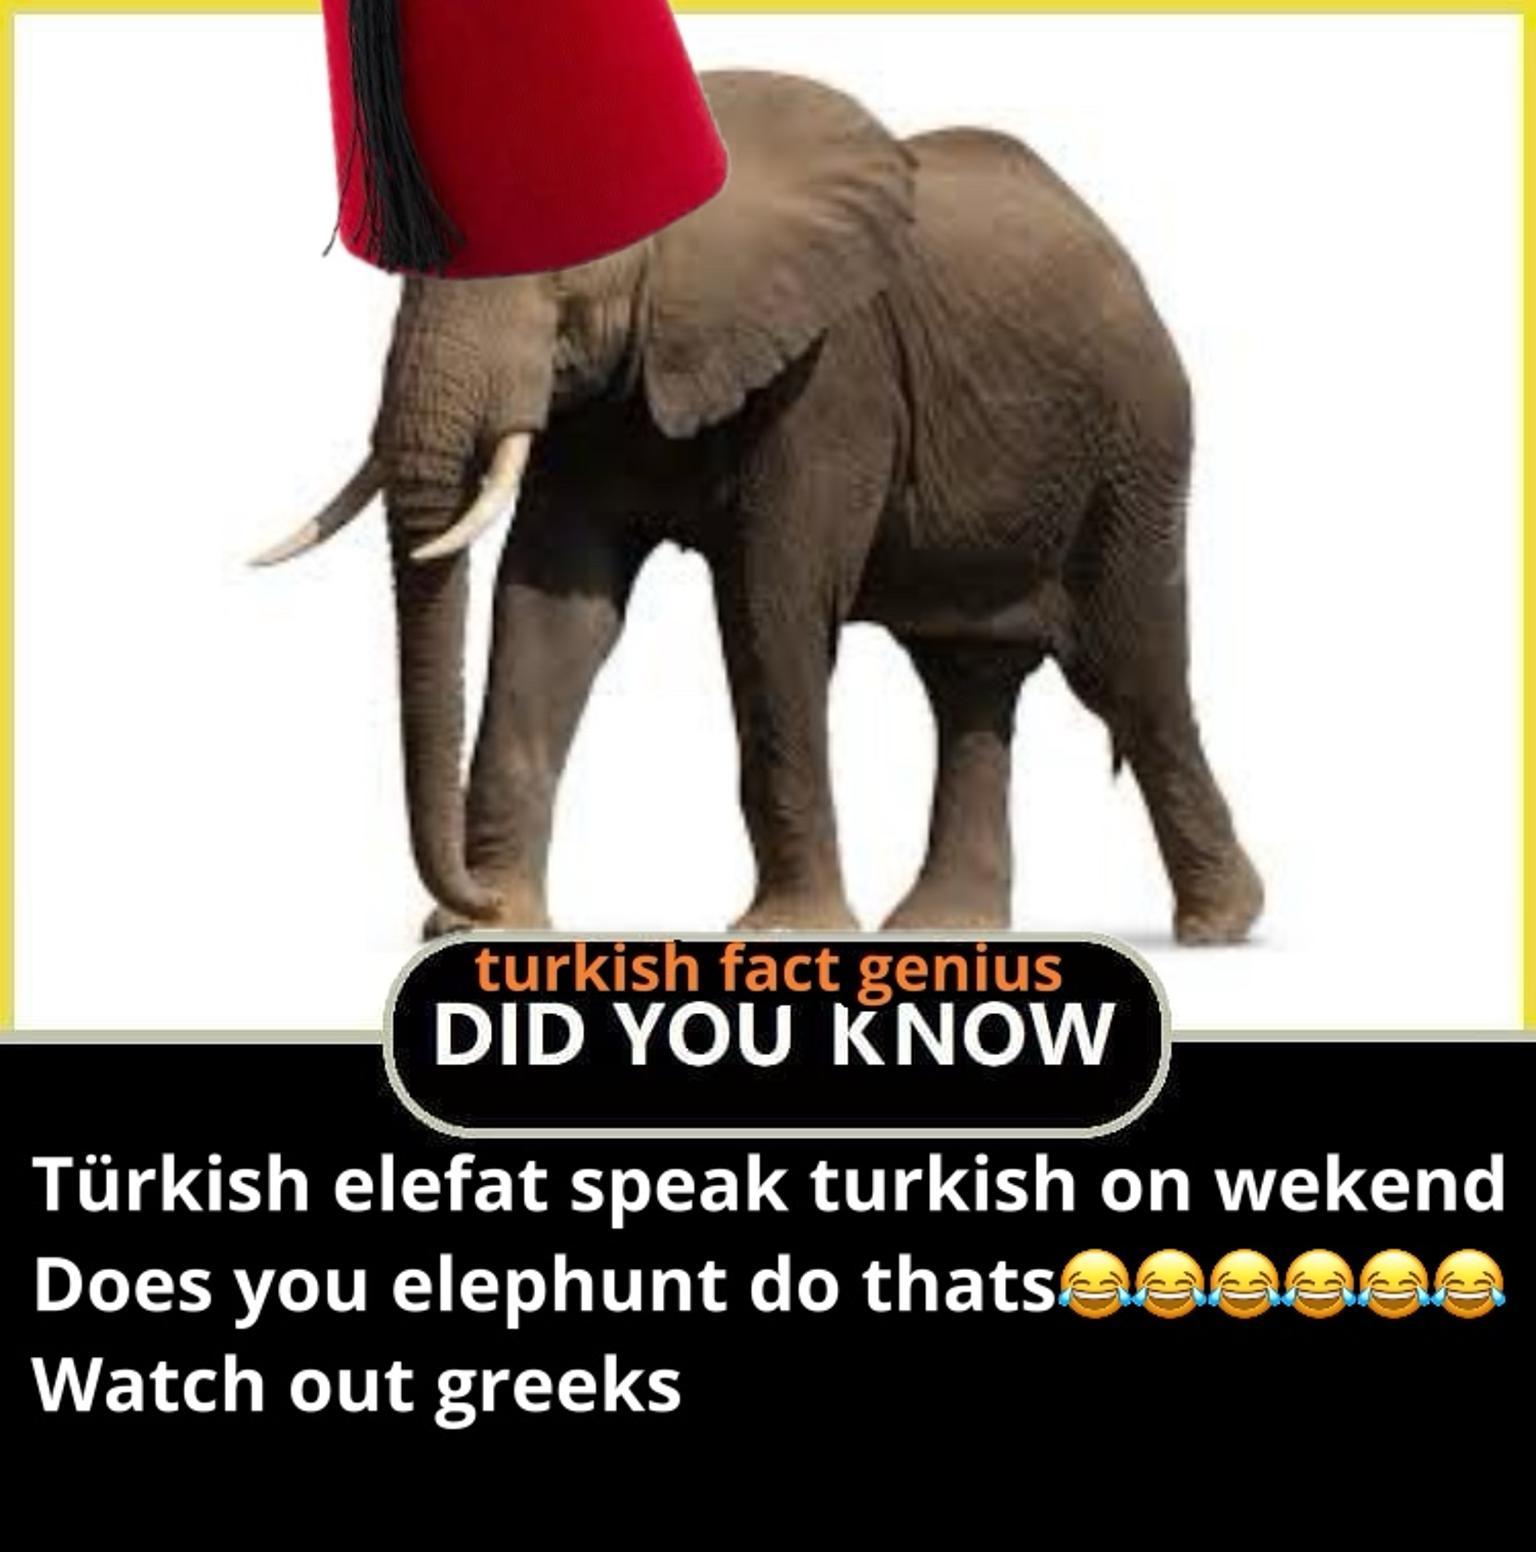 turkish fact genius
DID YOU KNOW
Türkish elefat speak turkish on wekend
Does you elephunt do thats😂😂😂😂😂😂
Watch out greeks